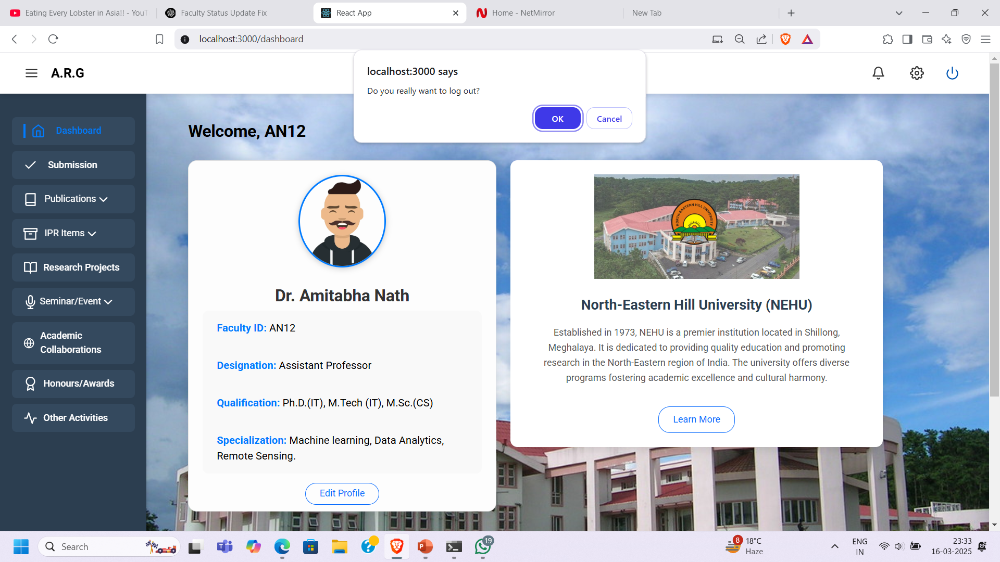 Eating Every Lobster in Asia!! - YouT
Faculty Status Update Fix
React App
Home - NetMirror
New Tab
localhost:3000/dashboard
A.R.G
localhost:3000 says
Do you really want to log out?
OK
Cancel
Dashboard
Submission
Publications
IPR Items
Research Projects
Seminar/Event
Academic
Collaborations
Honours/Awards
Other Activities
Welcome, AN12
Dr. Amitabha Nath
Faculty ID: AN12
Designation: Assistant Professor
Qualification: Ph.D.(IT), M.Tech (IT), M.Sc.(CS)
Specialization: Machine learning, Data Analytics,
Remote Sensing.
Edit Profile
NORTH-EASTERN HILL UNIVERSITY
North-Eastern Hill University (NEHU)
Established in 1973, NEHU is a premier institution located in Shillong,
Meghalaya. It is dedicated to providing quality education and promoting
research in the North-Eastern region of India. The university offers diverse
programs fostering academic excellence and cultural harmony.
Learn More
Search
19
8
18°C
Haze
ENG
IN
23:33
16-03-2025